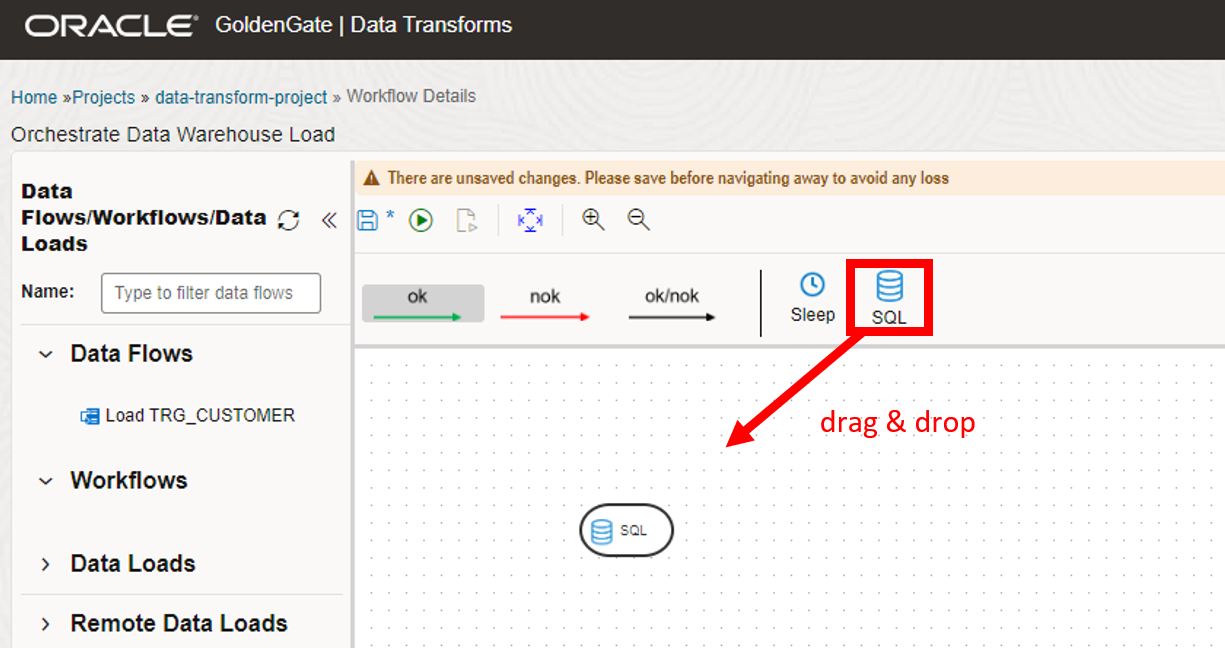 ORACLE® GoldenGate | Data Transforms
Home »Projects » data-transform-project » Workflow Details
Orchestrate Data Warehouse Load
Data
Flows/Workflows/Data
Loads
Name: Type to filter data flows
Data Flows
Load TRG_CUSTOMER
Workflows
Data Loads
Remote Data Loads
There are unsaved changes. Please save before navigating away to avoid any loss
*
ok nok ok/nok Sleep SQL
drag & drop
SQL